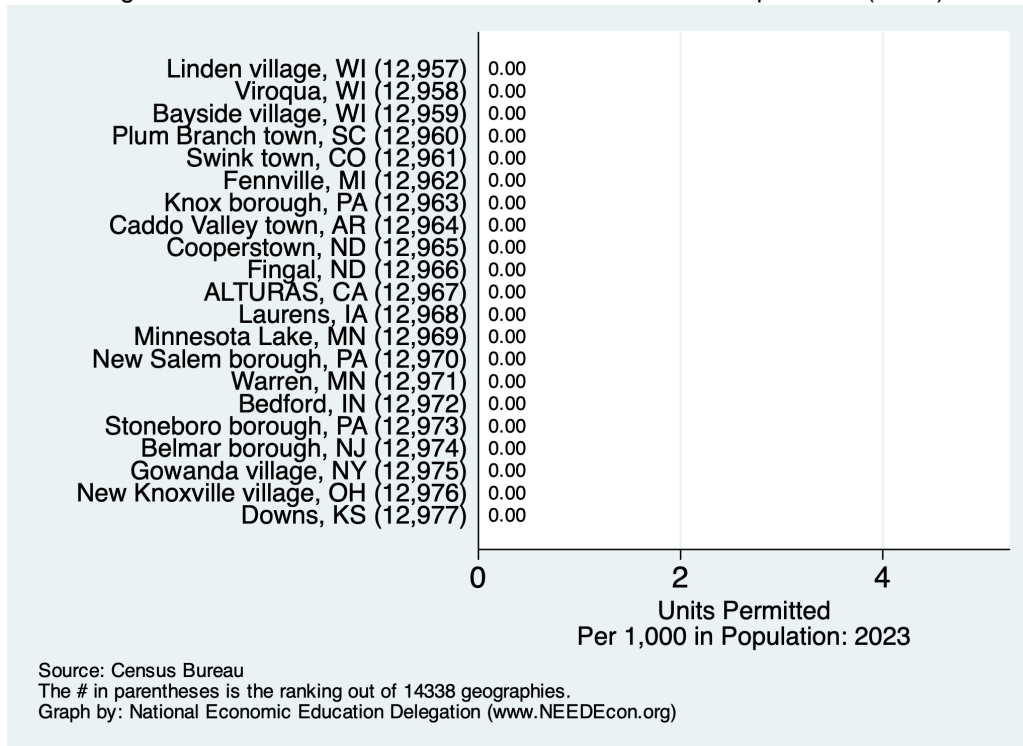 Linden village, WI (12,957) 0.00
Viroqua, WI (12,958) 0.00
Bayside village, WI (12,959) 0.00
Plum Branch town, SC (12,960) 0.00
Swink town, CO (12,961) 0.00
Fennville, MI (12,962) 0.00
Knox borough, PA (12,963) 0.00
Caddo Valley town, AR (12,964) 0.00
Cooperstown, ND (12,965) 0.00
Fingal, ND (12,966) 0.00
ALTURAS, CA (12,967) 0.00
Laurens, IA (12,968) 0.00
Minnesota Lake, MN (12,969) 0.00
New Salem borough, PA (12,970) 0.00
Warren, MN (12,971) 0.00
Bedford, IN (12,972) 0.00
Stoneboro borough, PA (12,973) 0.00
Belmar borough, NJ (12,974) 0.00
Gowanda village, NY (12,975) 0.00
New Knoxville village, OH (12,976) 0.00
Downs, KS (12,977) 0.00
0 2 4
Units Permitted
Per 1,000 in Population: 2023
Source: Census Bureau
The # in parentheses is the ranking out of 14338 geographies.
Graph by: National Economic Education Delegation (www.NEEDEcon.org)